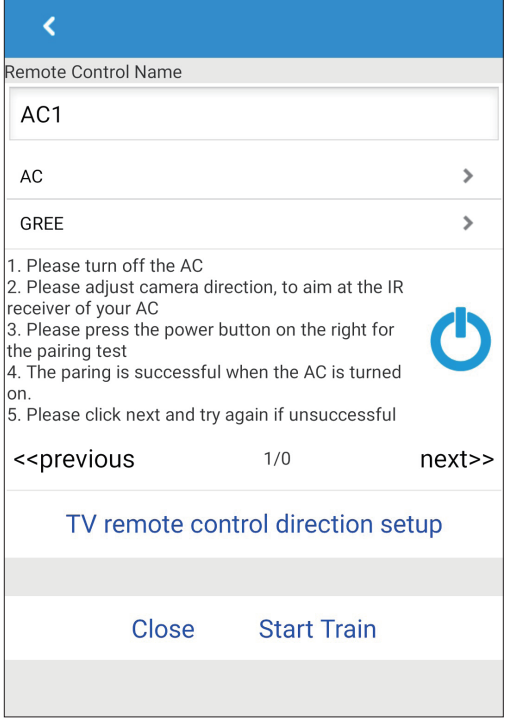 Remote Control Name
AC1
AC
GREE
1. Please turn off the AC
2. Please adjust camera direction, to aim at the IR
receiver of your AC
3. Please press the power button on the right for
the pairing test
4. The paring is successful when the AC is turned
on.
5. Please click next and try again if unsuccessful
<<previous 1/0 next>>
TV remote control direction setup
Close Start Train